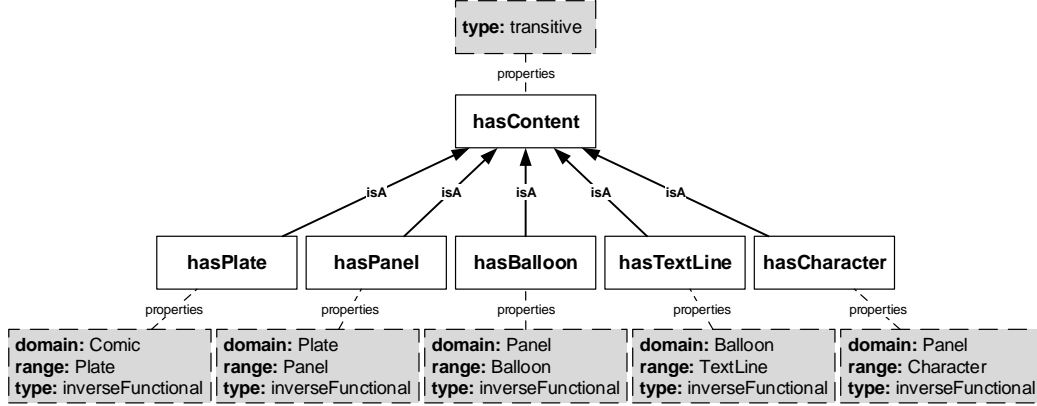 type: transitive
properties
hasContent
isA isA isA isA isA
hasPlate hasPanel hasBalloon hasTextLine hasCharacter
properties properties properties properties properties
domain: Comic
range: Plate
type: inverseFunctional
domain: Plate
range: Panel
type: inverseFunctional
domain: Panel
range: Balloon
type: inverseFunctional
domain: Balloon
range: TextLine
type: inverseFunctional
domain: Panel
range: Character
type: inverseFunctional